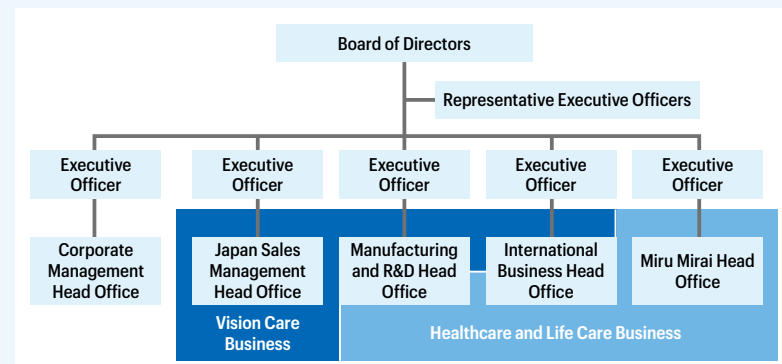 Board of Directors
Representative Executive Officers
Executive
Officer
Executive
Officer
Executive
Officer
Executive
Officer
Executive
Officer
Corporate
Management
Head Office
Japan Sales
Management
Head Office
Manufacturing
and R&D Head
Office
International
Business Head
Office
Miru Mirai Head
Office
Vision Care
Business
Healthcare and Life Care Business